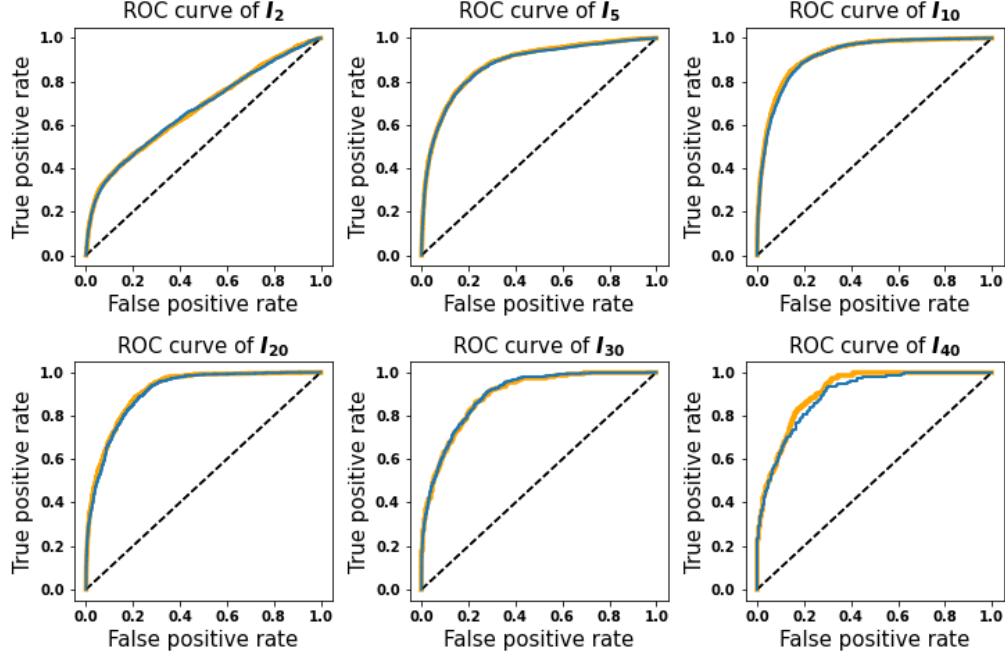 ROC curve of I2
ROC curve of I5
ROC curve of I10
True positive rate
1.0
0.8
0.6
0.4
0.2
0.0
0.0 0.2 0.4 0.6 0.8 1.0
False positive rate
True positive rate
1.0
0.8
0.6
0.4
0.2
0.0
0.0 0.2 0.4 0.6 0.8 1.0
False positive rate
True positive rate
1.0
0.8
0.6
0.4
0.2
0.0
0.0 0.2 0.4 0.6 0.8 1.0
False positive rate
ROC curve of I20
ROC curve of I30
ROC curve of I40
True positive rate
1.0
0.8
0.6
0.4
0.2
0.0
0.0 0.2 0.4 0.6 0.8 1.0
False positive rate
True positive rate
1.0
0.8
0.6
0.4
0.2
0.0
0.0 0.2 0.4 0.6 0.8 1.0
False positive rate
True positive rate
1.0
0.8
0.6
0.4
0.2
0.0
0.0 0.2 0.4 0.6 0.8 1.0
False positive rate